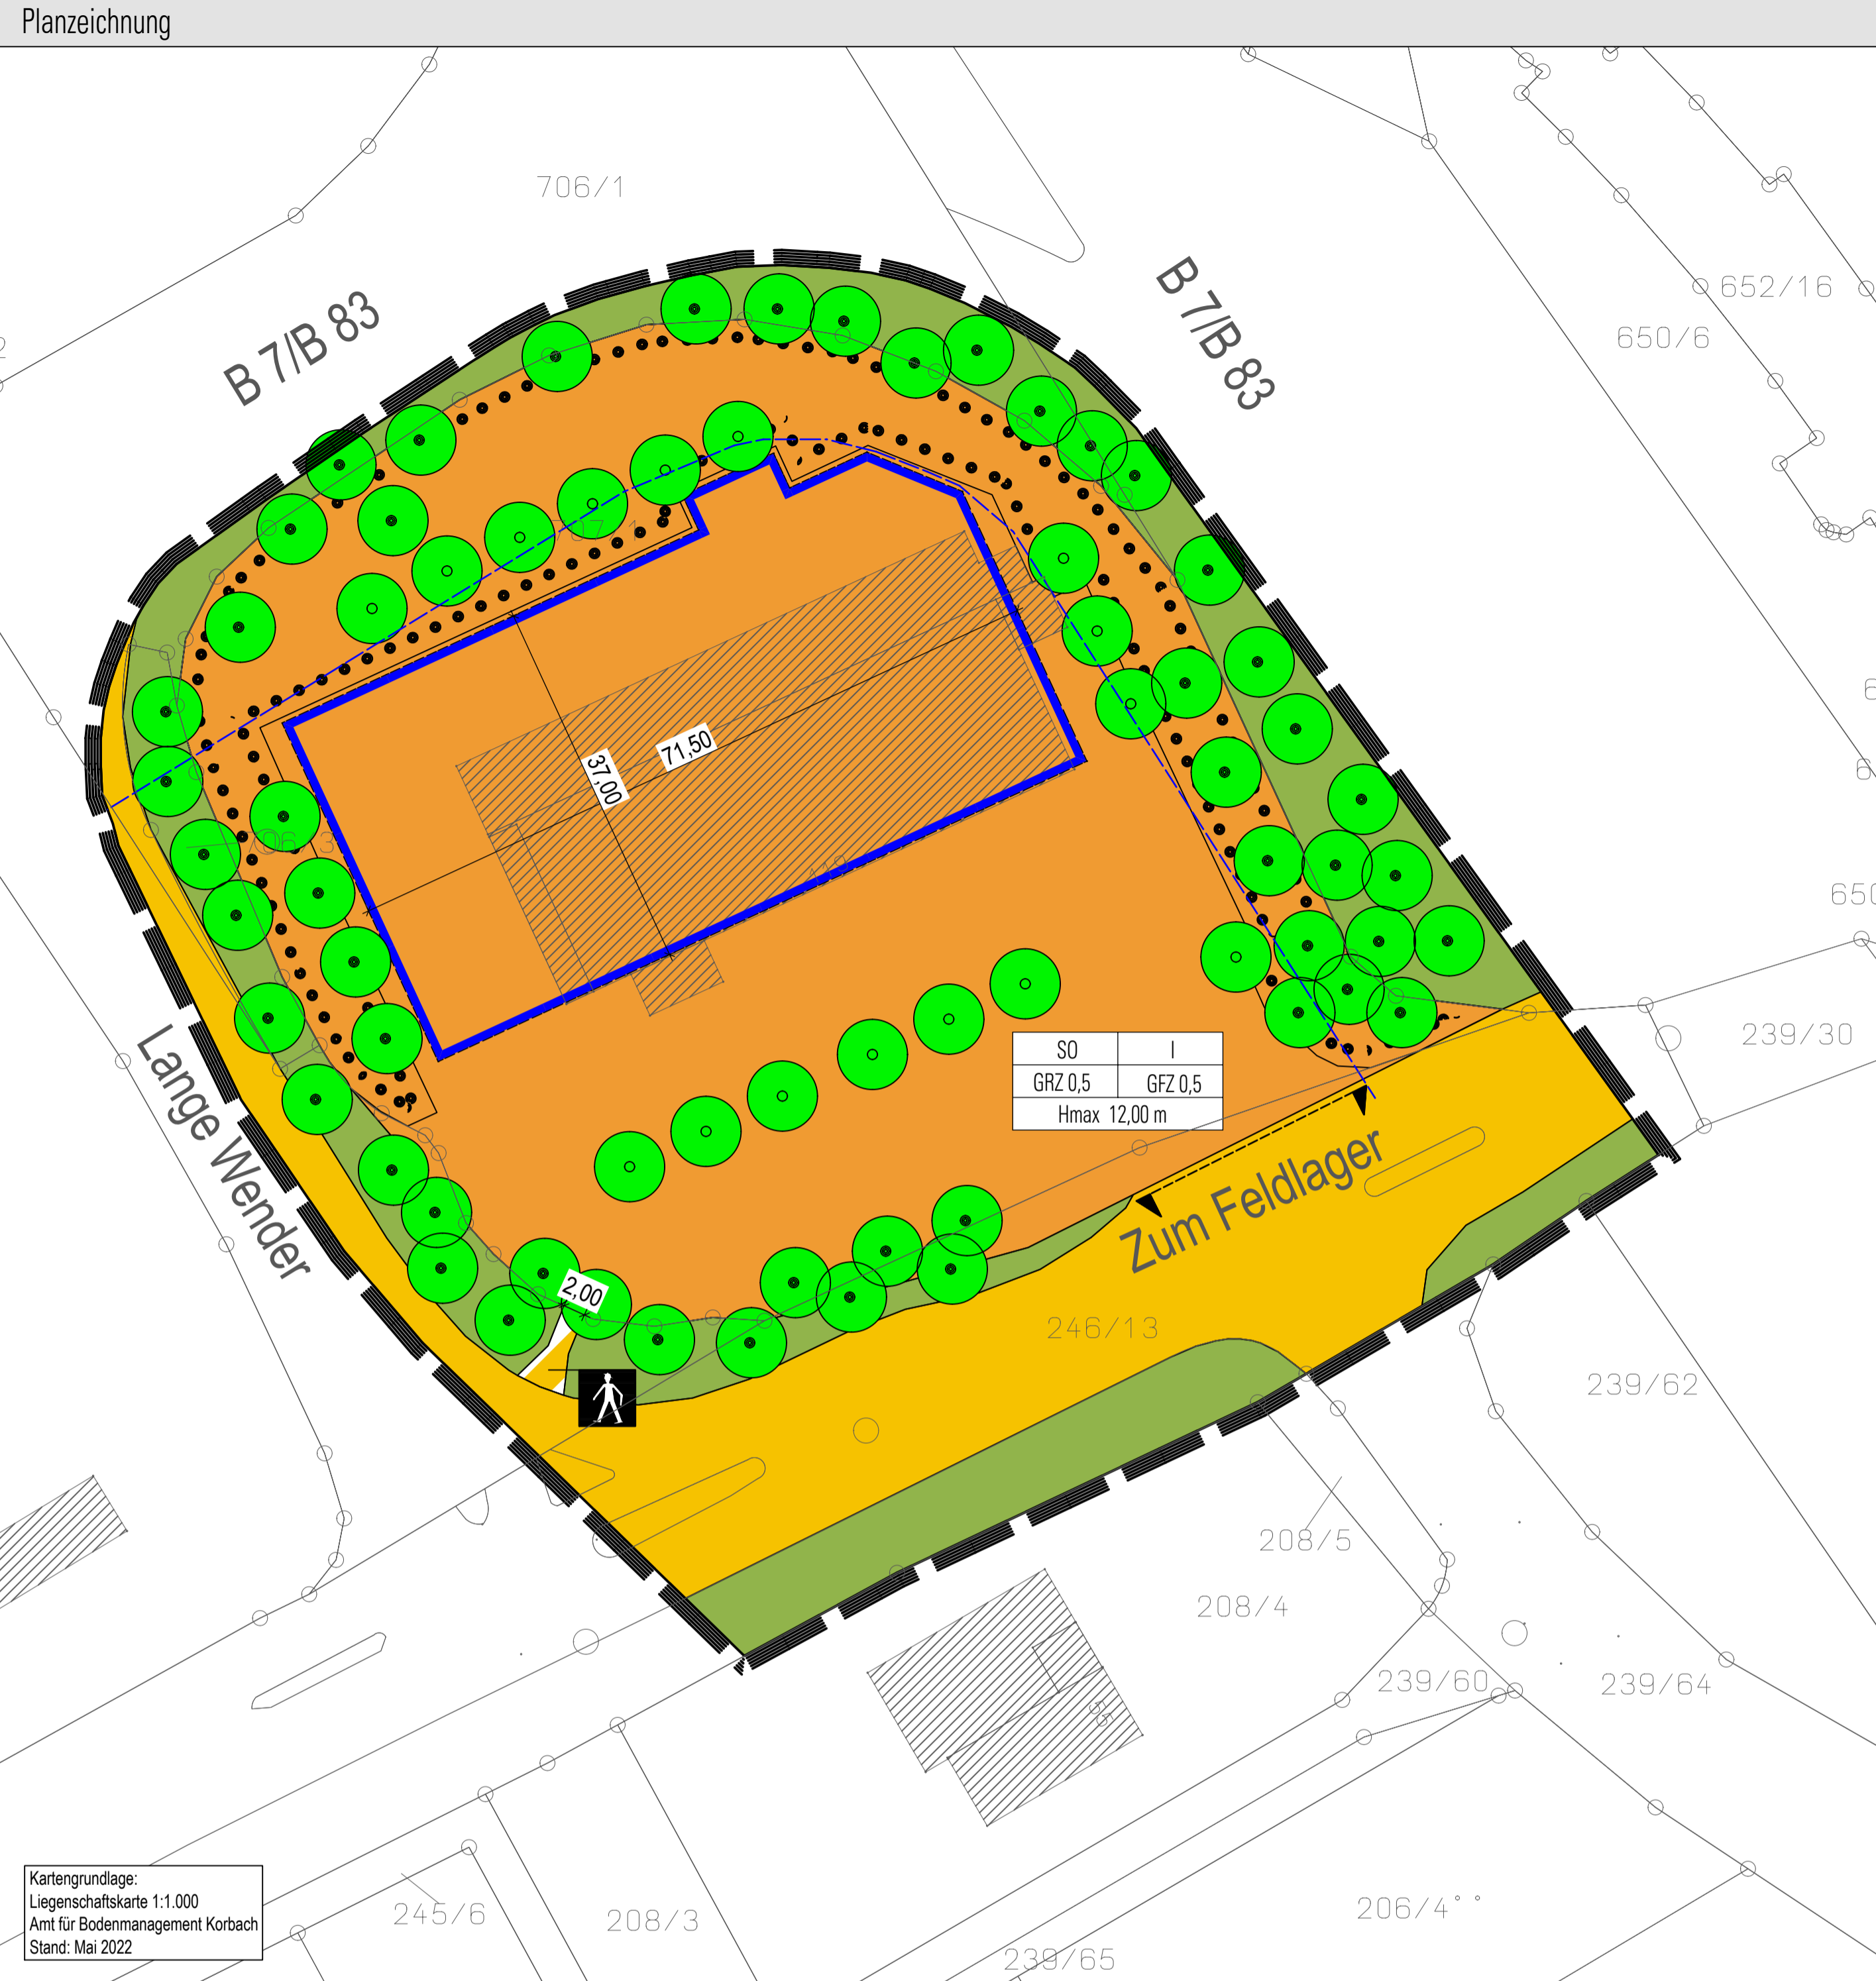 Planzeichnung
706/1
B 7/B 83
B 7/B 83
652/16
650/6
71,50
37,00
SO
I
GRZ 0,5
GFZ 0,5
Hmax 12,00 m
239/30
Lange Wender
Zum Feldlager
2,00
246/13
239/62
208/5
208/4
239/60
239/64
245/6
208/3
206/4
239/65
Kartengrundlage:
Liegenschaftskarte 1:1.000
Amt für Bodenmanagement Korbach
Stand: Mai 2022